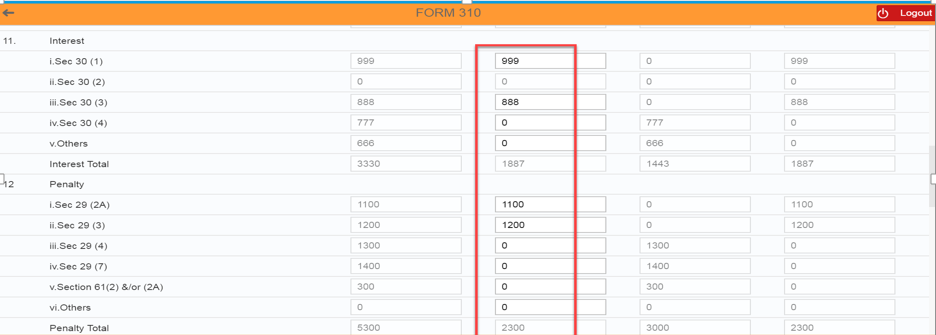 FORM 310
Logout
11. Interest
i.Sec 30 (1) 999 999 0 999
ii.Sec 30 (2) 0 0 0 0
iii.Sec 30 (3) 888 888 0 888
iv.Sec 30 (4) 777 0 777 0
v.Others 666 0 666 0
Interest Total 3330 1887 1443 1887
12 Penalty
i.Sec 29 (2A) 1100 1100 0 1100
ii.Sec 29 (3) 1200 1200 0 1200
iii.Sec 29 (4) 1300 0 1300 0
iv.Sec 29 (7) 1400 0 1400 0
v.Section 61(2) &/or (2A) 300 0 300 0
vi.Others 0 0 0 0
Penalty Total 5300 2300 3000 2300